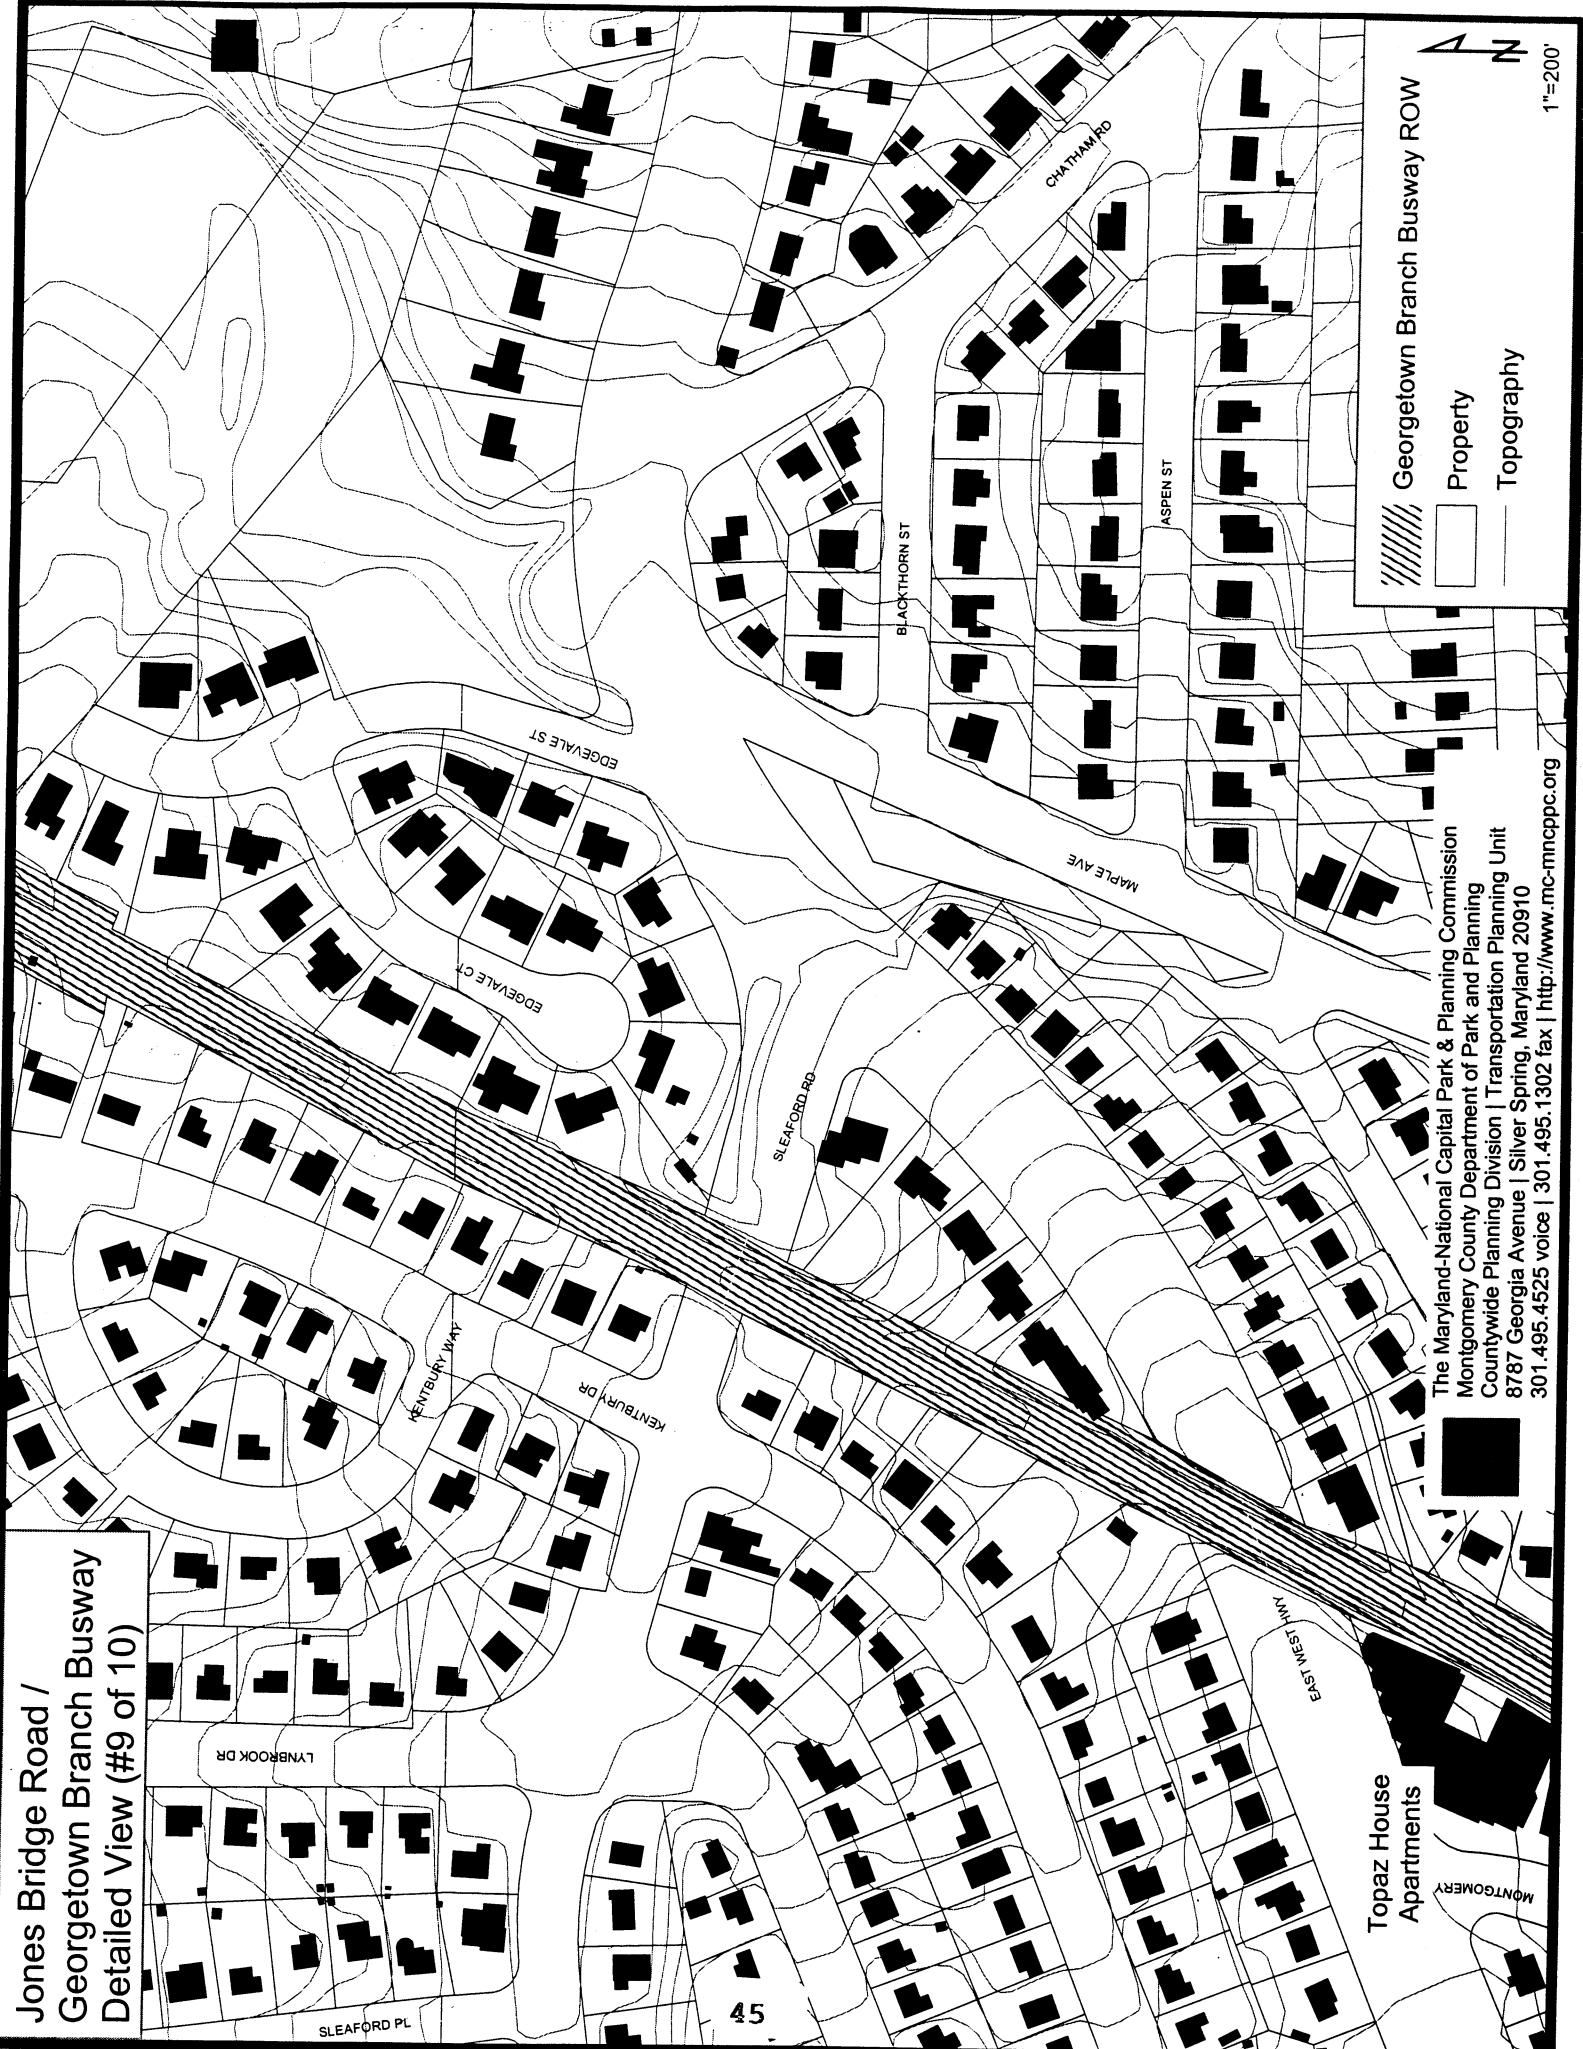 Jones Bridge Road /
Georgetown Branch Busway
Detailed View (#9 of 10)
CHATHAM RD
BLACKTHORN ST
ASPEN ST
EDGEVALE ST
MAPLE AVE
EDGEVALE CT
SLEAFORD RD
KENTBURY WAY
KENTBURY DR
LYNBROOK DR
SLEAFORD PL
EAST WEST HWY
MONTGOMERY
Topaz House
Apartments
Georgetown Branch Busway ROW
Property
Topography
N
1"=200'
The Maryland-National Capital Park & Planning Commission
Montgomery County Department of Park and Planning
Countywide Planning Division | Transportation Planning Unit
8787 Georgia Avenue | Silver Spring, Maryland 20910
301.495.4525 voice | 301.495.1302 fax | http://www.mc-mncppc.org
45